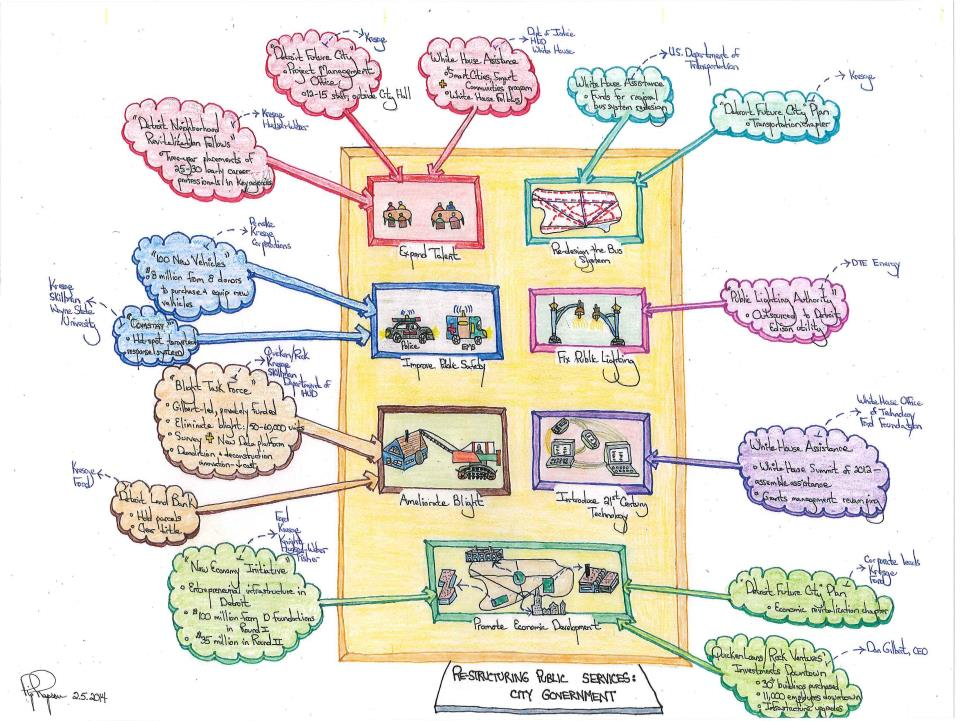 Kresge
"Detroit Future City"
Project Management
Office
• 12-15 staff, outside City Hall
Dept of Justice
HUD
White House
White House Assistance
• Smart Cities, Smart
Communities program
+
• White House Fellows
U.S. Department of
Transportation
White House Assistance
• Funds for regional
bus system redesign
Kresge
"Detroit Future City" Plan
• Transportation chapter
Kresge
Hudson-Webber
"Detroit Neighborhood
Revitalization Fellows"
• Two-year placements of
25-30 early career
professionals in Key agencies
Expand Talent
Re-design the Bus
System
Penske
Kresge
Corporations
"100 New Vehicles"
• $8 million from 8 donors
to purchase & equip new
vehicles
Kresge
Skillman
Wayne State
University
"Comstat"
• Hot-spot targeted
response system
Police
EMS
Improve Public Safety
Fix Public Lighting
DTE Energy
Public Lighting Authority
• Outsourced to Detroit
Edison utility
Quicken/Rock
Kresge
Skillman
Department of
HUD
"Blight Task Force"
• Gilbert-led, privately funded
• Eliminate blight: 50-60,000 units
• Survey + New Data platform
• Demolition & deconstruction
innovation
Kresge
Ford
Detroit Land Bank
• Hold parcels
• Clear title
Ameliorate Blight
Introduce 21st Century
Technology
White House Office
of Technology
Ford Foundation
White House Assistance
• White House Summit of 2013 -
assemble assistance
• Grants management revamping
Ford
Kresge
Knight
Hudson-Webber
Fisher
"New Economy Initiative"
• Entrepreneurial infrastructure in
Detroit
• $100 million from 10 foundations
in Round I
• $35 million in Round II
Promote Economic Development
Corporate leads
Kresge
Ford
"Detroit Future City" Plan
• Economic revitalization chapter
Dan Gilbert, CEO
Quicken Loans/Rock Ventures'
Investments Downtown
• 30+ buildings purchased
• 11,000 employees downtown
• Infrastructure upgrades
RE-STRUCTURING PUBLIC SERVICES:
CITY GOVERNMENT
Rapson 2.5.2014